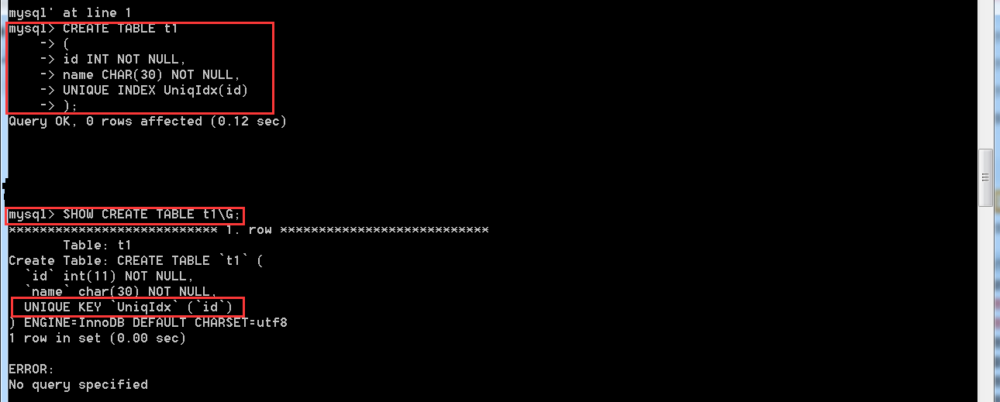 mysql' at line 1
mysql> CREATE TABLE t1
    -> (
    -> id INT NOT NULL,
    -> name CHAR(30) NOT NULL,
    -> UNIQUE INDEX UniqIdx(id)
    -> );
Query OK, 0 rows affected (0.12 sec)
mysql> SHOW CREATE TABLE t1\G;
*************************** 1. row ***************************
       Table: t1
Create Table: CREATE TABLE `t1` (
  `id` int(11) NOT NULL,
  `name` char(30) NOT NULL,
  UNIQUE KEY `UniqIdx` (`id`)
) ENGINE=InnoDB DEFAULT CHARSET=utf8
1 row in set (0.00 sec)
ERROR:
No query specified